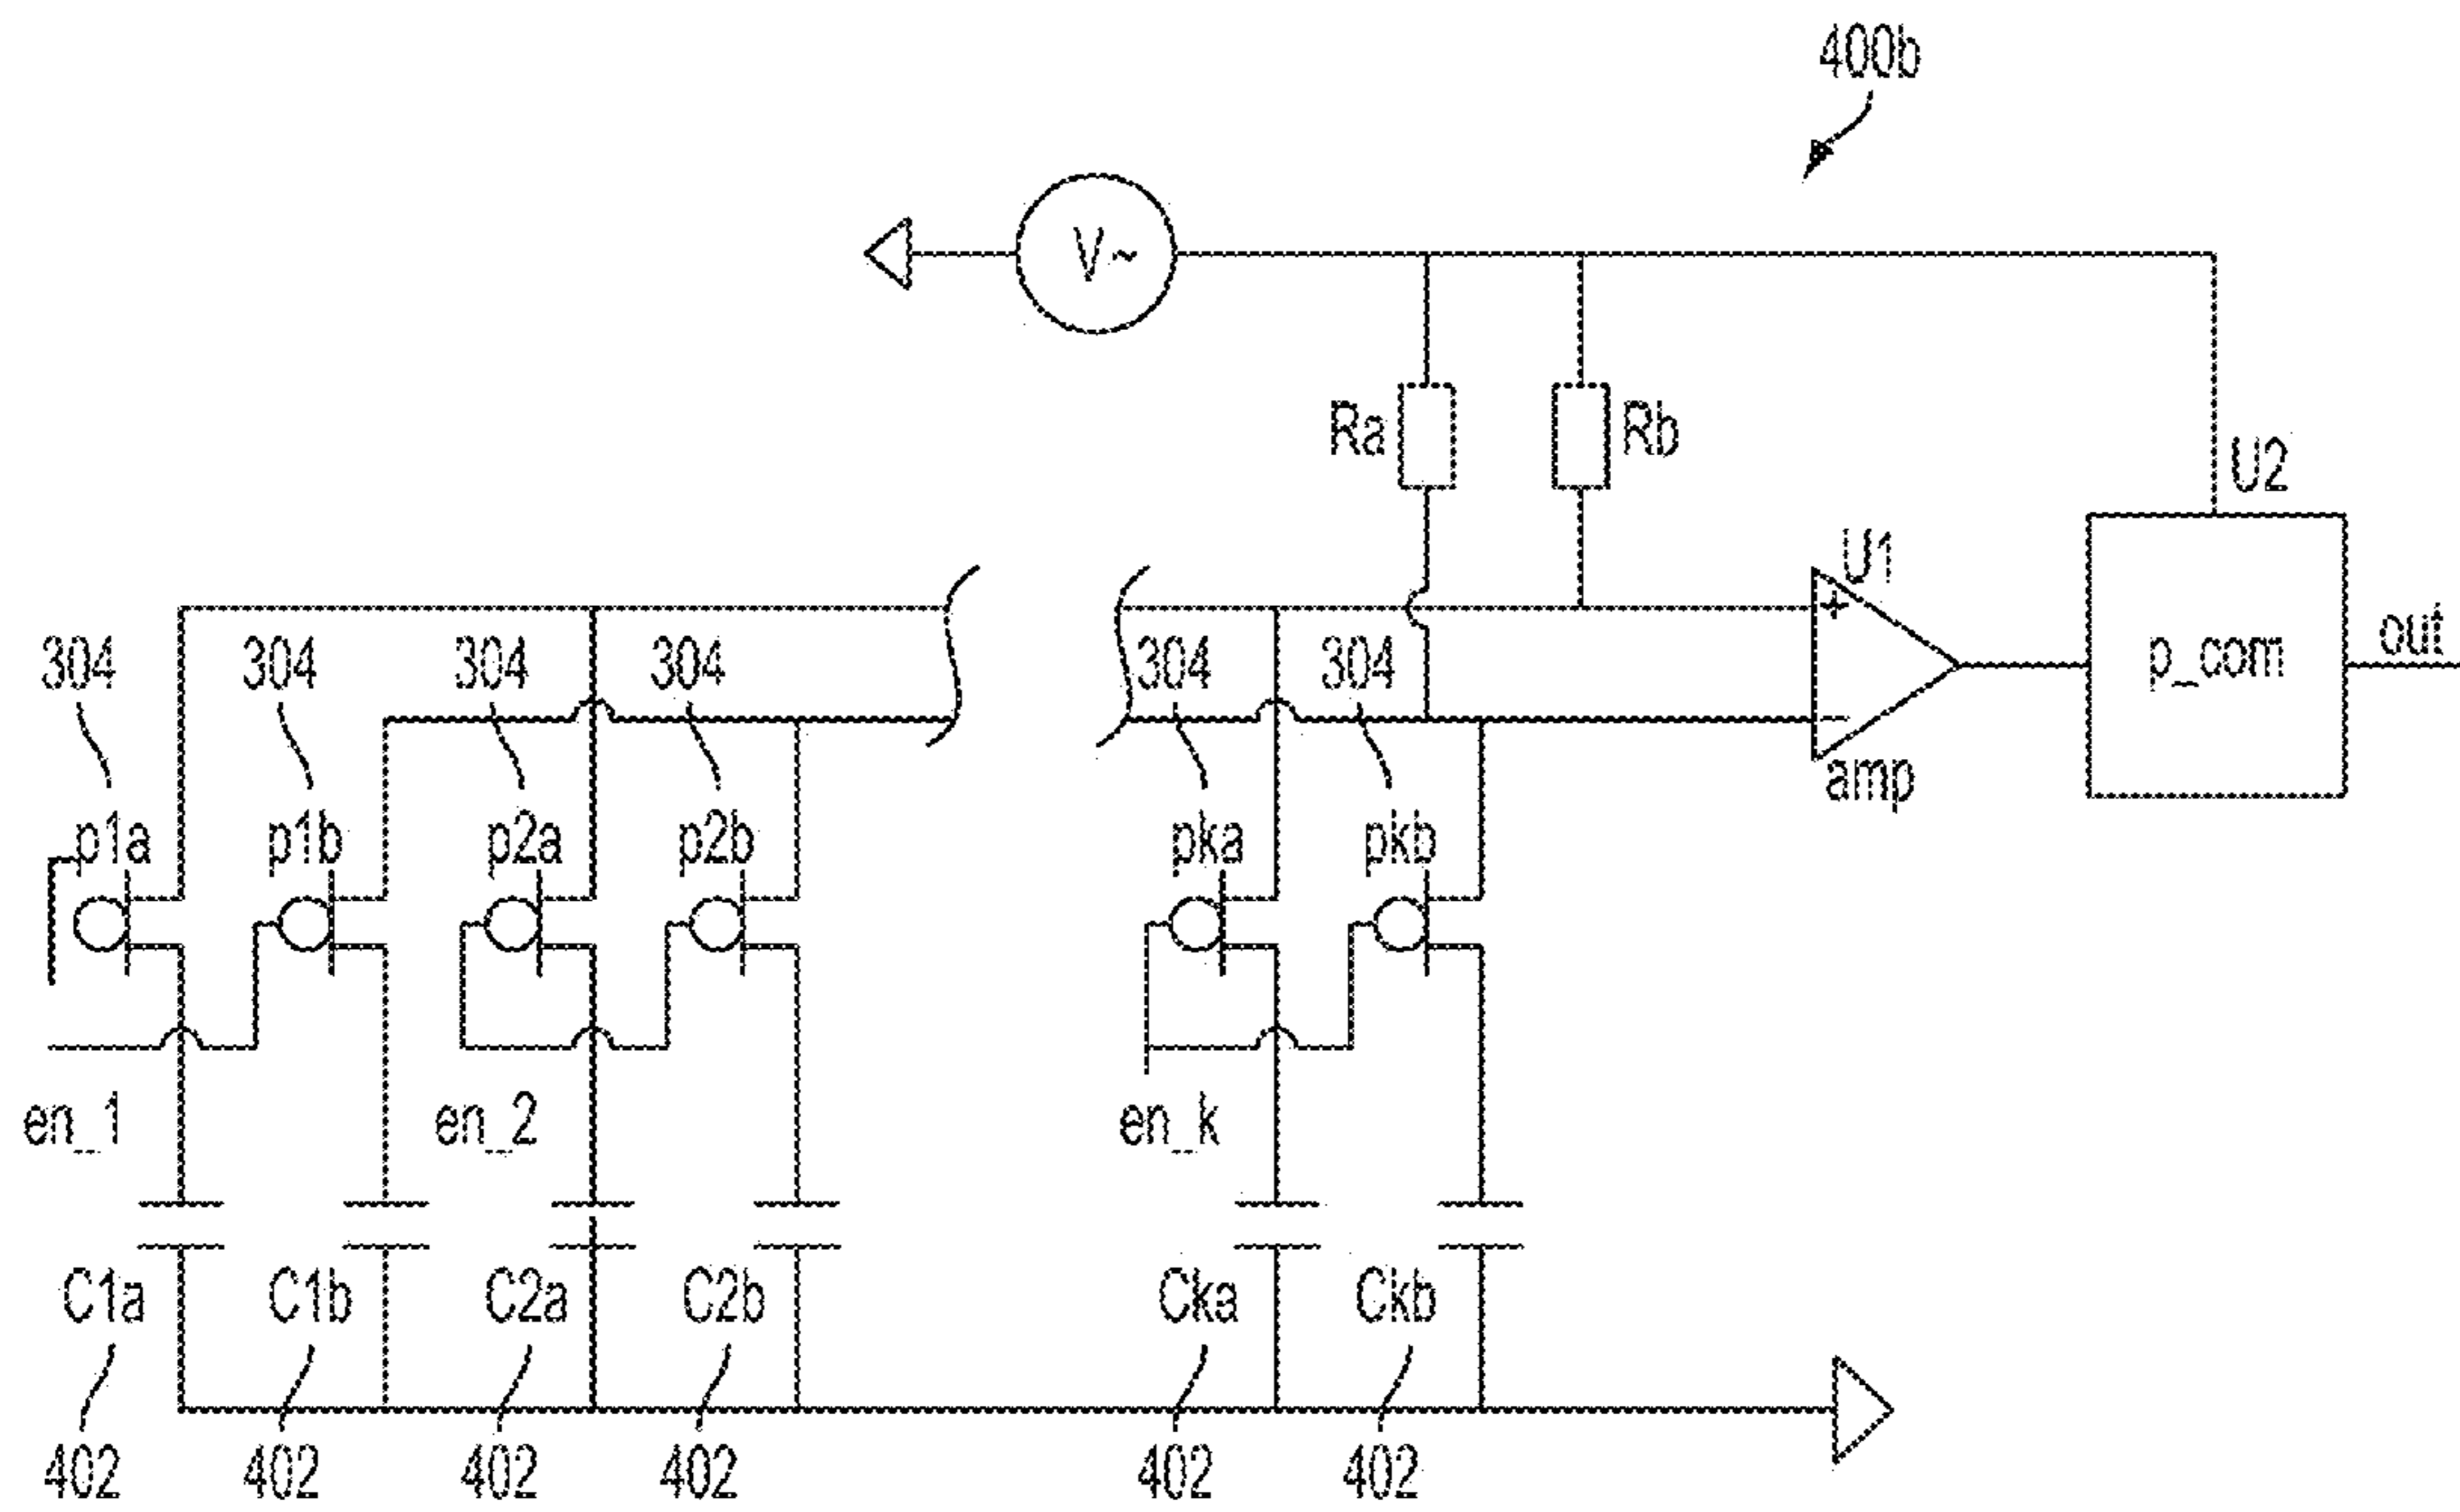 400b
V~
Ra
Rb
U2
U1
+
p_com
out
304
304
304
304
304
304
−
amp
p1a
p1b
p2a
p2b
pka
pkb
en_1
en_2
en_k
C1a
C1b
C2a
C2b
Cka
Ckb
402
402
402
402
402
402